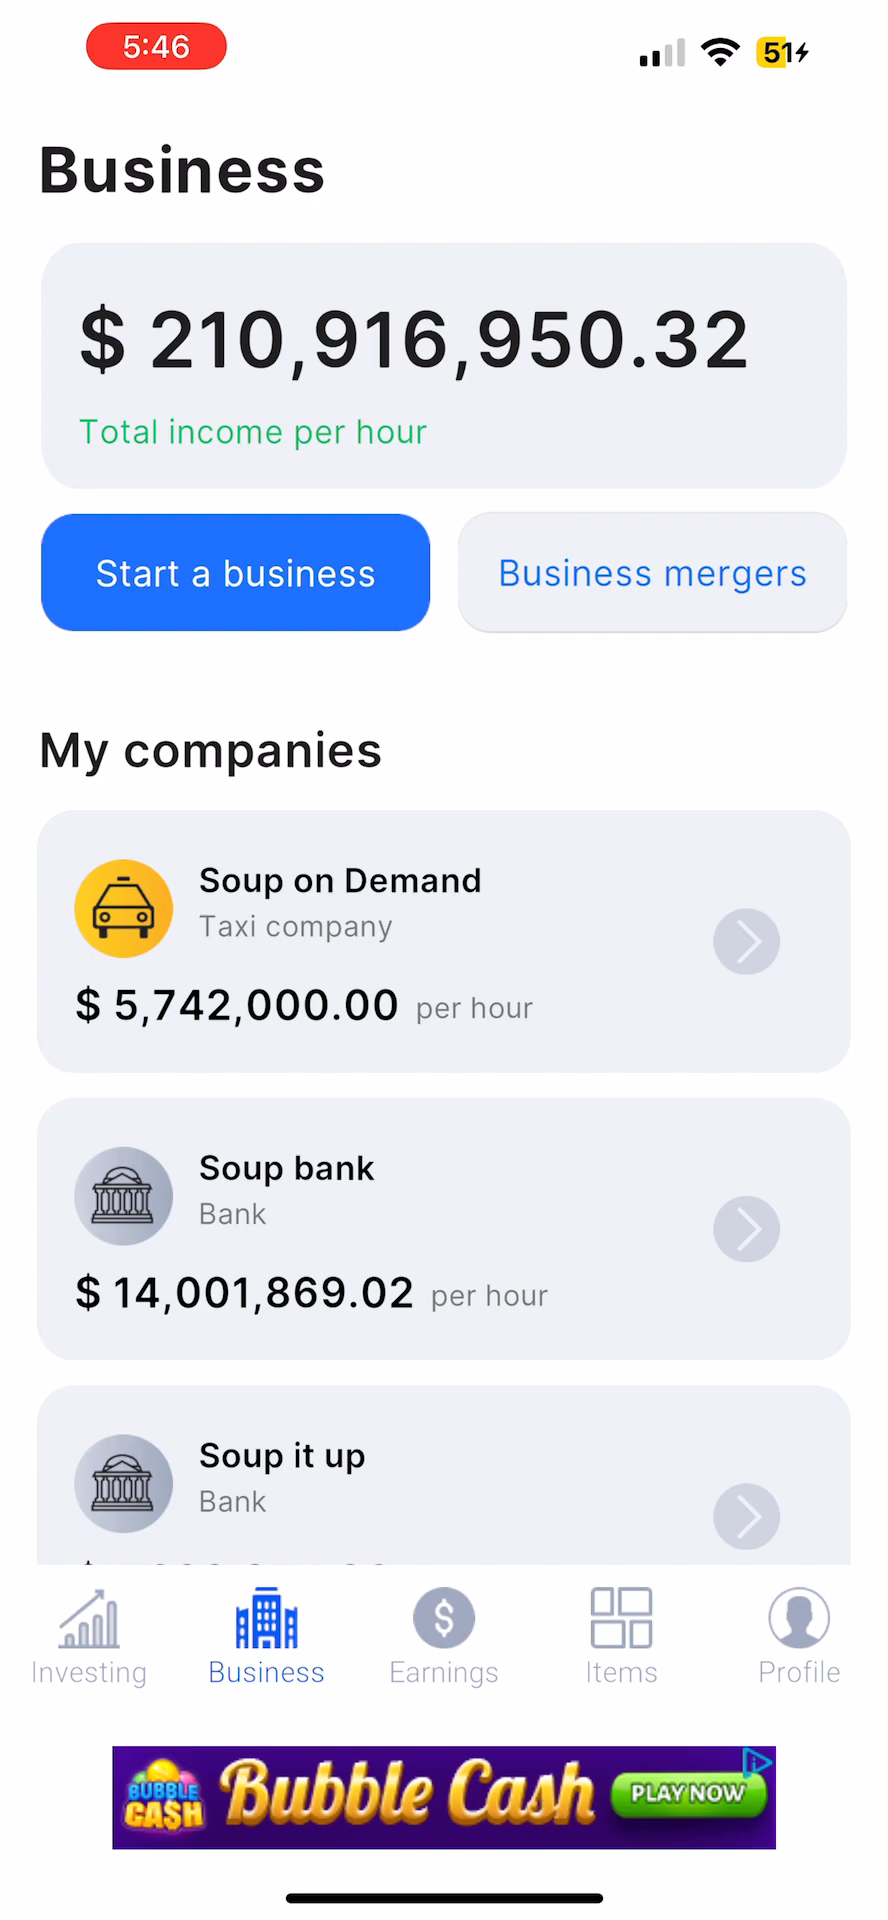 5:46
51
Business
$ 210,916,950.32
Total income per hour
Start a business
Business mergers
My companies
Soup on Demand
Taxi company
$ 5,742,000.00 per hour
Soup bank
Bank
$ 14,001,869.02 per hour
Soup it up
Bank
Investing
Business
Earnings
Items
Profile
BUBBLE
CASH
Bubble Cash
PLAY NOW